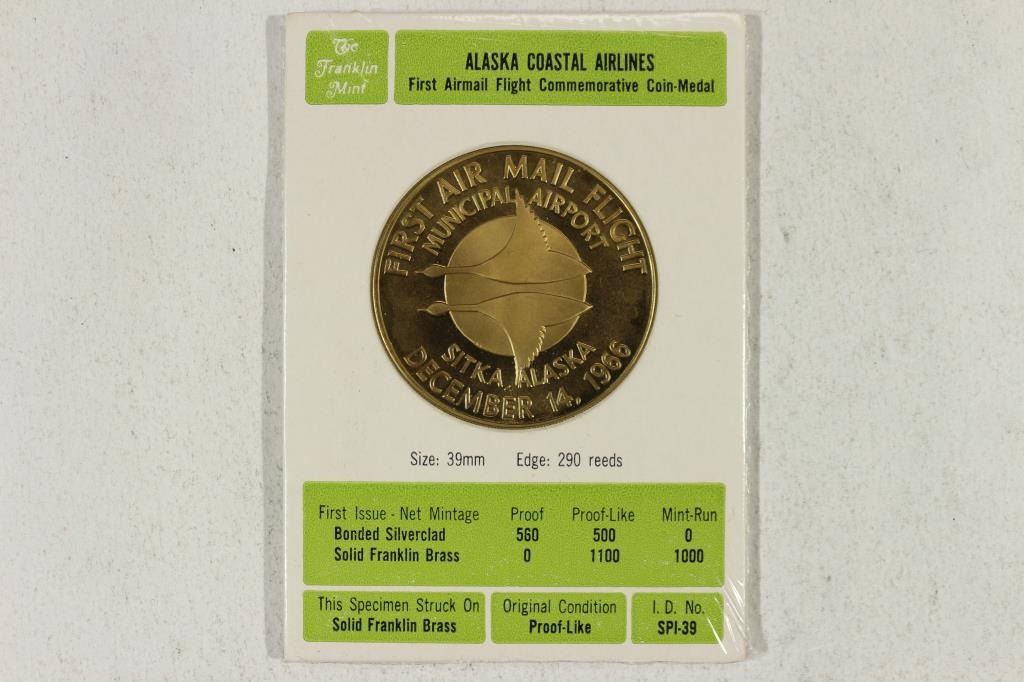 The
Franklin
Mint
ALASKA COASTAL AIRLINES
First Airmail Flight Commemorative Coin-Medal
FIRST AIR MAIL FLIGHT
MUNICIPAL AIRPORT
SITKA, ALASKA
DECEMBER 14, 1966
Size: 39mm Edge: 290 reeds
First Issue - Net Mintage Proof Proof-Like Mint-Run
Bonded Silverclad 560 500 0
Solid Franklin Brass 0 1100 1000
This Specimen Struck On
Solid Franklin Brass
Original Condition
Proof-Like
I. D. No.
SPI-39